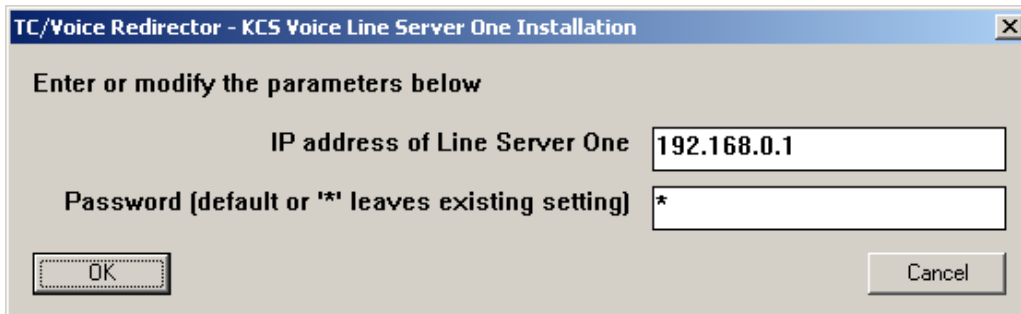 TC/Voice Redirector - KCS Voice Line Server One Installation
Enter or modify the parameters below
IP address of Line Server One 192.168.0.1
Password (default or '*' leaves existing setting) *
OK Cancel